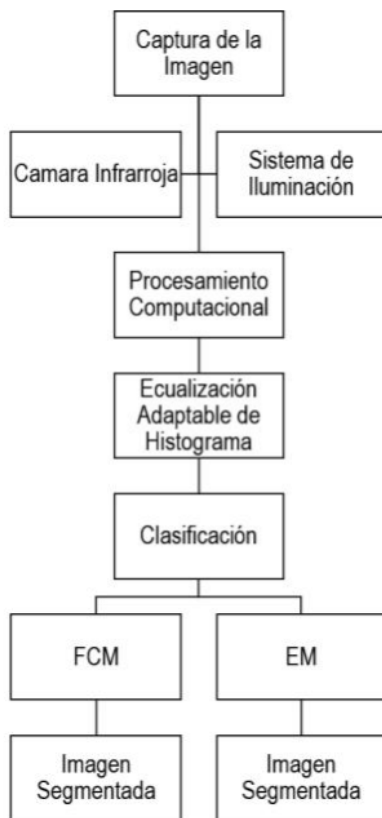 Captura de la
Imagen
Camara Infrarroja
Sistema de
Iluminación
Procesamiento
Computacional
Ecualización
Adaptable de
Histograma
Clasificación
FCM
EM
Imagen
Segmentada
Imagen
Segmentada